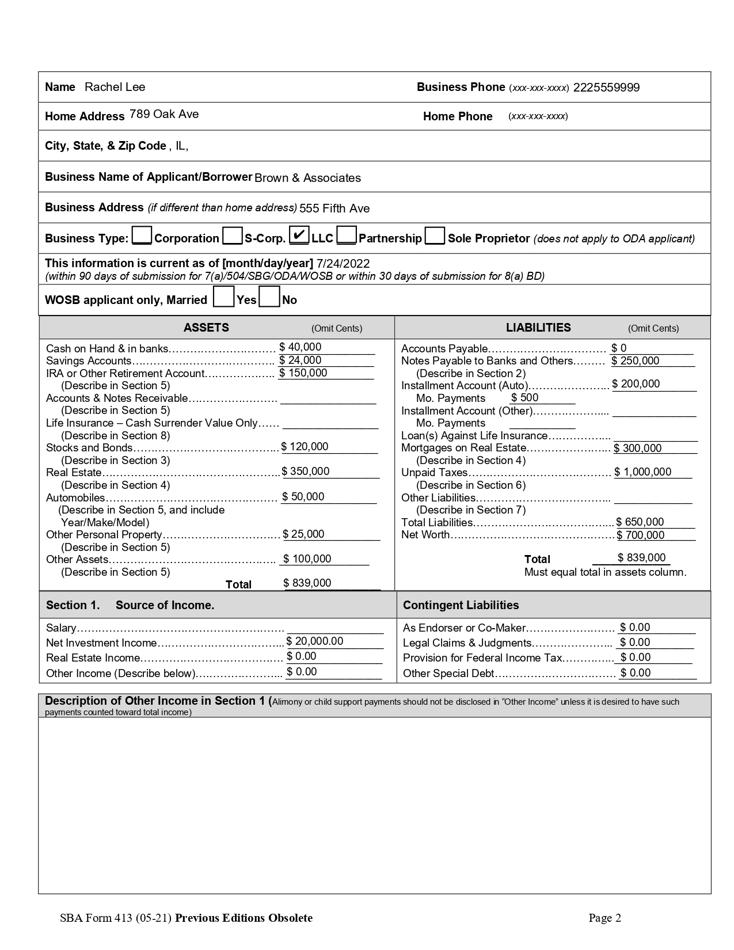 Name Rachel Lee Business Phone (xxx-xxx-xxxx) 2225559999
Home Address 789 Oak Ave Home Phone (xxx-xxx-xxxx)
City, State, & Zip Code , IL,
Business Name of Applicant/Borrower Brown & Associates
Business Address (if different than home address) 555 Fifth Ave
Business Type: Corporation S-Corp. ✔ LLC Partnership Sole Proprietor (does not apply to ODA applicant)
This information is current as of [month/day/year] 7/24/2022
(within 90 days of submission for 7(a)/504/SBG/ODA/WOSB or within 30 days of submission for 8(a) BD)
WOSB applicant only, Married Yes No
ASSETS (Omit Cents)
Cash on Hand & in banks………………………… $ 40,000
Savings Accounts………………………………….. $ 24,000
IRA or Other Retirement Account……………….. $ 150,000
(Describe in Section 5)
Accounts & Notes Receivable……………………
(Describe in Section 5)
Life Insurance – Cash Surrender Value Only……
(Describe in Section 8)
Stocks and Bonds…………………………………. $ 120,000
(Describe in Section 3)
Real Estate………………………………………… $ 350,000
(Describe in Section 4)
Automobiles………………………………………… $ 50,000
(Describe in Section 5, and include
Year/Make/Model)
Other Personal Property………………………….. $ 25,000
(Describe in Section 5)
Other Assets……………………………………….. $ 100,000
(Describe in Section 5)
Total $ 839,000
LIABILITIES (Omit Cents)
Accounts Payable…………………………… $ 0
Notes Payable to Banks and Others……… $ 250,000
(Describe in Section 2)
Installment Account (Auto)………………….. $ 200,000
Mo. Payments $ 500
Installment Account (Other)………………...
Mo. Payments
Loan(s) Against Life Insurance……………...
Mortgages on Real Estate………………….. $ 300,000
(Describe in Section 4)
Unpaid Taxes………………………………… $ 1,000,000
(Describe in Section 6)
Other Liabilities………………………………..
(Describe in Section 7)
Total Liabilities……………………………….. $ 650,000
Net Worth……………………………………… $ 700,000
Total $ 839,000
Must equal total in assets column.
Section 1. Source of Income.
Salary…………………………………………………
Net Investment Income…………………………….. $ 20,000.00
Real Estate Income………………………………… $ 0.00
Other Income (Describe below)…………………... $ 0.00
Contingent Liabilities
As Endorser or Co-Maker…………………… $ 0.00
Legal Claims & Judgments…………………. $ 0.00
Provision for Federal Income Tax………….. $ 0.00
Other Special Debt…………………………… $ 0.00
Description of Other Income in Section 1 (Alimony or child support payments should not be disclosed in "Other Income" unless it is desired to have such
payments counted toward total income)
SBA Form 413 (05-21) Previous Editions Obsolete Page 2